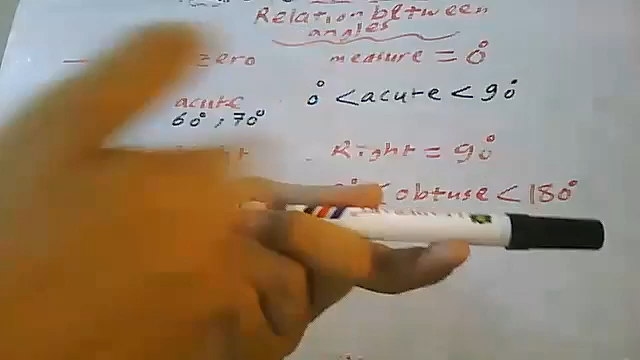 Relation between
angles
zero measure = 0°
acute 0° < acute < 90°
60°, 70°
Right = 90°
< obtuse < 180°